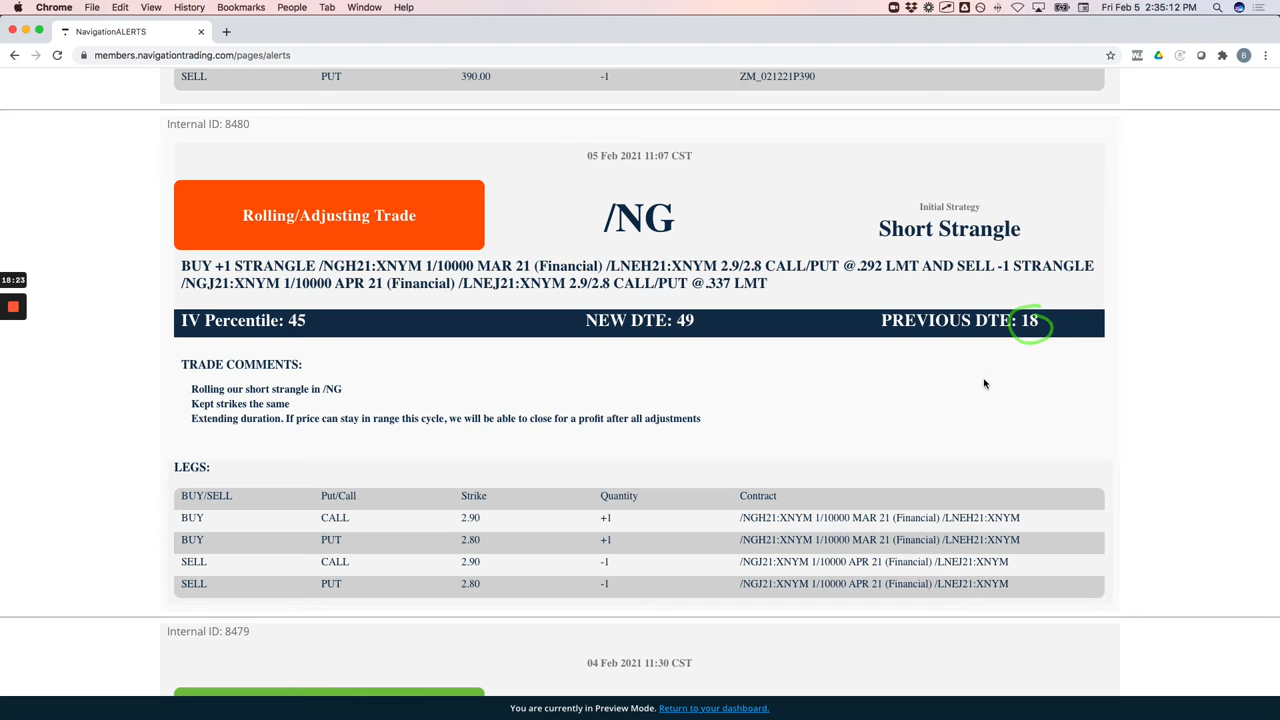 Chrome File Edit View History Bookmarks People Tab Window Help
Fri Feb 5 2:35:12 PM
NavigationALERTS
members.navigationtrading.com/pages/alerts
B
SELL PUT 390.00 -1 ZM_021221P390
Internal ID: 8480
05 Feb 2021 11:07 CST
Rolling/Adjusting Trade
/NG
Initial Strategy
Short Strangle
BUY +1 STRANGLE /NGH21:XNYM 1/10000 MAR 21 (Financial) /LNEH21:XNYM 2.9/2.8 CALL/PUT @.292 LMT AND SELL -1 STRANGLE
/NGJ21:XNYM 1/10000 APR 21 (Financial) /LNEJ21:XNYM 2.9/2.8 CALL/PUT @.337 LMT
18:23
IV Percentile: 45 NEW DTE: 49 PREVIOUS DTE: 18
TRADE COMMENTS:
Rolling our short strangle in /NG
Kept strikes the same
Extending duration. If price can stay in range this cycle, we will be able to close for a profit after all adjustments
LEGS:
BUY/SELL Put/Call Strike Quantity Contract
BUY CALL 2.90 +1 /NGH21:XNYM 1/10000 MAR 21 (Financial) /LNEH21:XNYM
BUY PUT 2.80 +1 /NGH21:XNYM 1/10000 MAR 21 (Financial) /LNEH21:XNYM
SELL CALL 2.90 -1 /NGJ21:XNYM 1/10000 APR 21 (Financial) /LNEJ21:XNYM
SELL PUT 2.80 -1 /NGJ21:XNYM 1/10000 APR 21 (Financial) /LNEJ21:XNYM
Internal ID: 8479
04 Feb 2021 11:30 CST
You are currently in Preview Mode. Return to your dashboard.